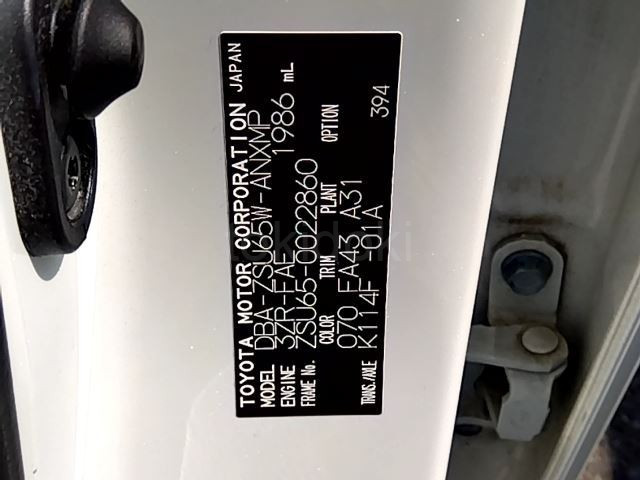 TOYOTA MOTOR CORPORATION JAPAN
MODEL DBA-ZSU65W-ANXMP
ENGINE 3ZR-FAE 1986 mL
FRAME No. ZSU65-0022860
COLOR TRIM PLANT OPTION
070 FA43 A31 394
TRANS./AXLE K114F -01A